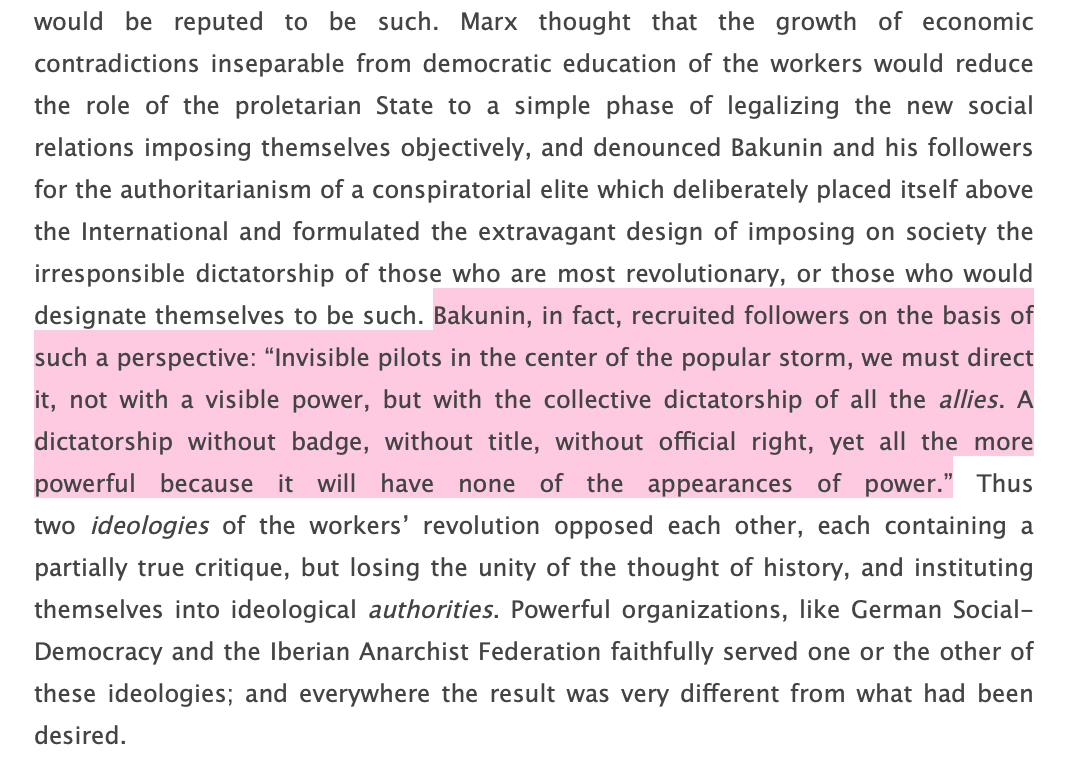 would be reputed to be such. Marx thought that the growth of economic
contradictions inseparable from democratic education of the workers would reduce
the role of the proletarian State to a simple phase of legalizing the new social
relations imposing themselves objectively, and denounced Bakunin and his followers
for the authoritarianism of a conspiratorial elite which deliberately placed itself above
the International and formulated the extravagant design of imposing on society the
irresponsible dictatorship of those who are most revolutionary, or those who would
designate themselves to be such. Bakunin, in fact, recruited followers on the basis of
such a perspective: “Invisible pilots in the center of the popular storm, we must direct
it, not with a visible power, but with the collective dictatorship of all the allies. A
dictatorship without badge, without title, without official right, yet all the more
powerful because it will have none of the appearances of power.” Thus
two ideologies of the workers’ revolution opposed each other, each containing a
partially true critique, but losing the unity of the thought of history, and instituting
themselves into ideological authorities. Powerful organizations, like German Social–
Democracy and the Iberian Anarchist Federation faithfully served one or the other of
these ideologies; and everywhere the result was very different from what had been
desired.